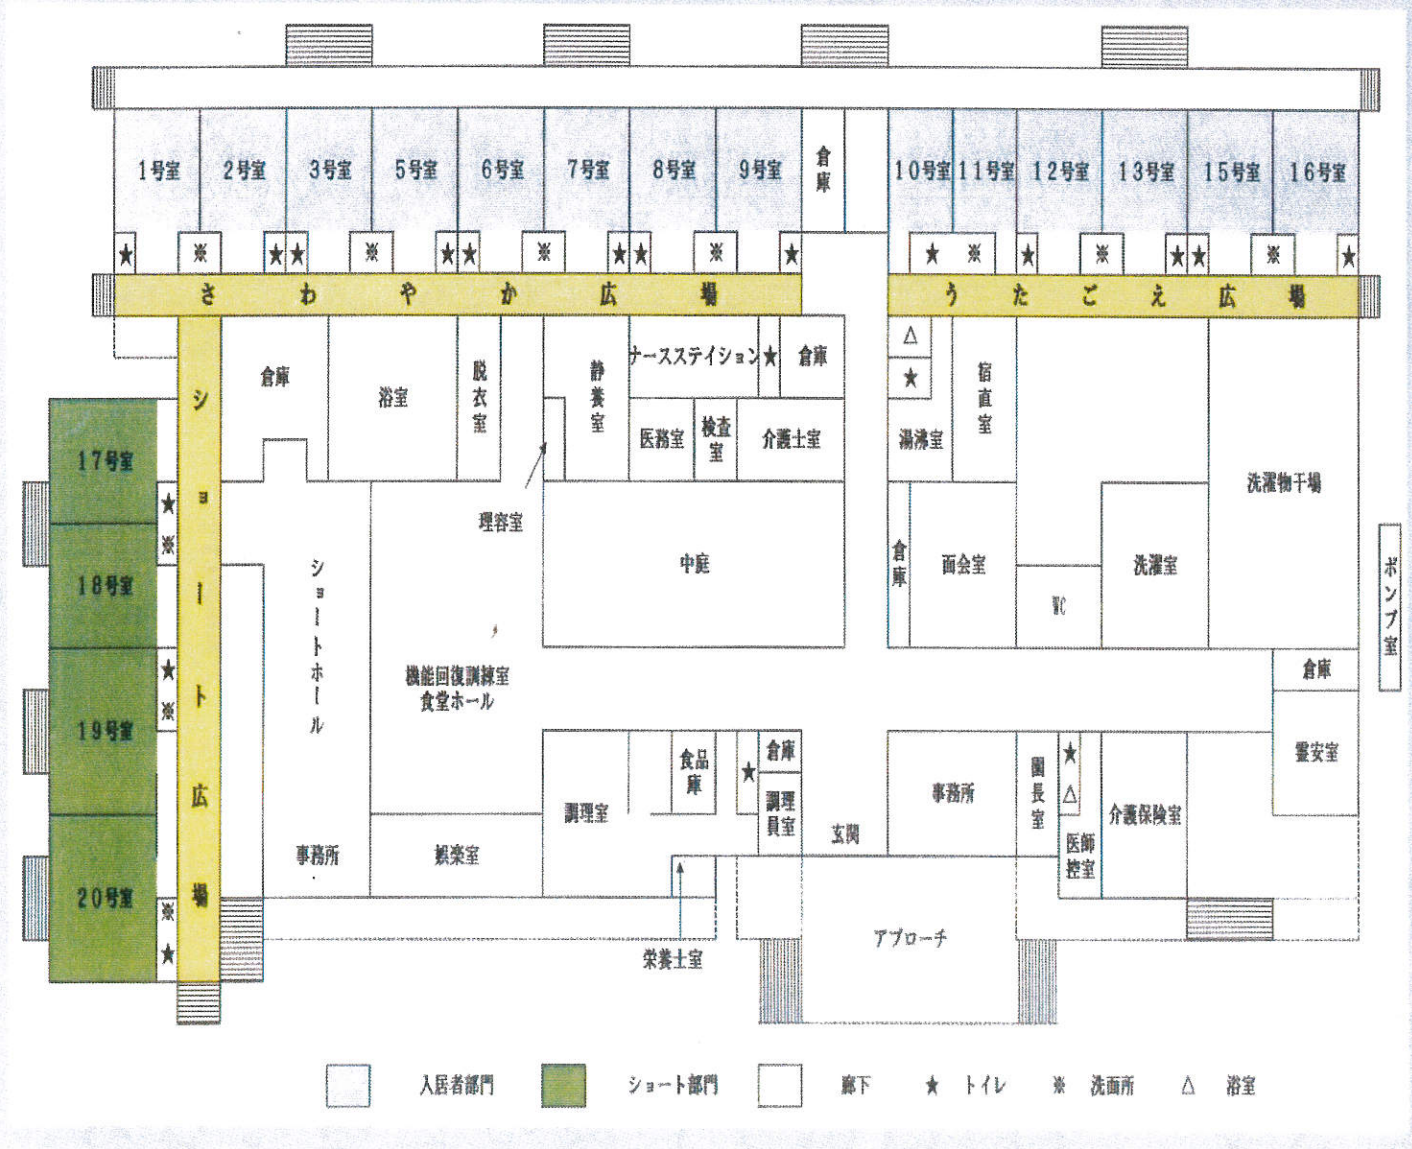 1号室 2号室 3号室 5号室 6号室 7号室 8号室 9号室 倉庫 10号室 11号室 12号室 13号室 15号室 16号室
★ ※ ★ ★ ※ ★ ★ ※ ★ ★ ※ ★ ★ ※ ★ ※ ★ ★ ※ ★
さわやか広場 うたごえ広場
ショート広場
倉庫
浴室
脱衣室
静養室
ナースステイション
★
倉庫
医務室
検査室
介護士室
理容室
中庭
△
★
宿直室
湯沸室
倉庫
面会室
WC
洗濯室
洗濯物干場
ポンプ室
17号室
★
※
18号室
★
※
19号室
20号室
※
★
ショートホール
事務所
機能回復訓練室
食堂ホール
娯楽室
調理室
食品庫
★
倉庫
調理員室
栄養士室
玄関
アプローチ
事務所
園長室
★
△
医師控室
介護保険室
倉庫
霊安室
入居者部門 ショート部門 廊下 ★ トイレ ※ 洗面所 △ 浴室